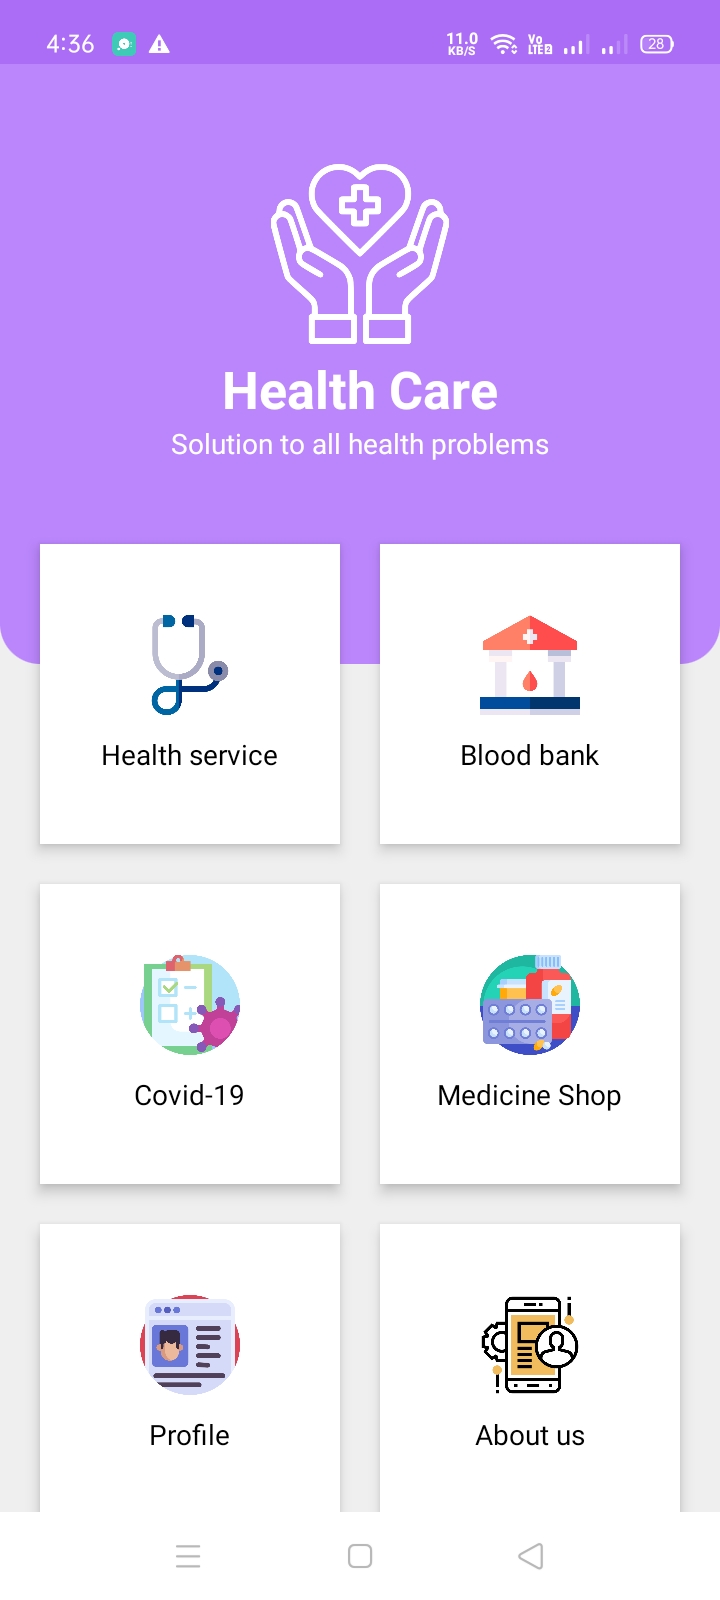 4:36
11.0
KB/S
Vo
LTE2
28
Health Care
Solution to all health problems
Health service
Blood bank
Covid-19
Medicine Shop
Profile
About us